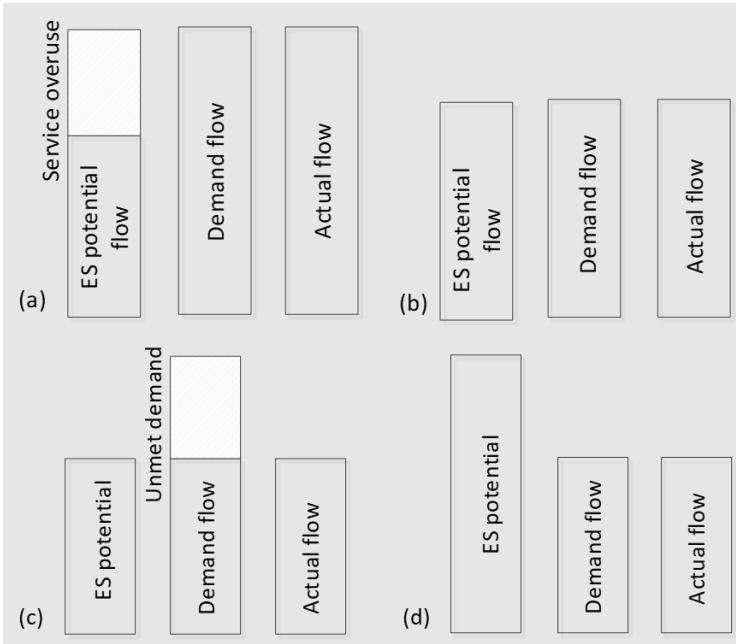 Service overuse
ES potential
flow
Demand flow
Actual flow
(a)
ES potential
flow
Demand flow
Actual flow
(b)
ES potential
Unmet demand
Demand flow
Actual flow
(c)
ES potential
Demand flow
Actual flow
(d)